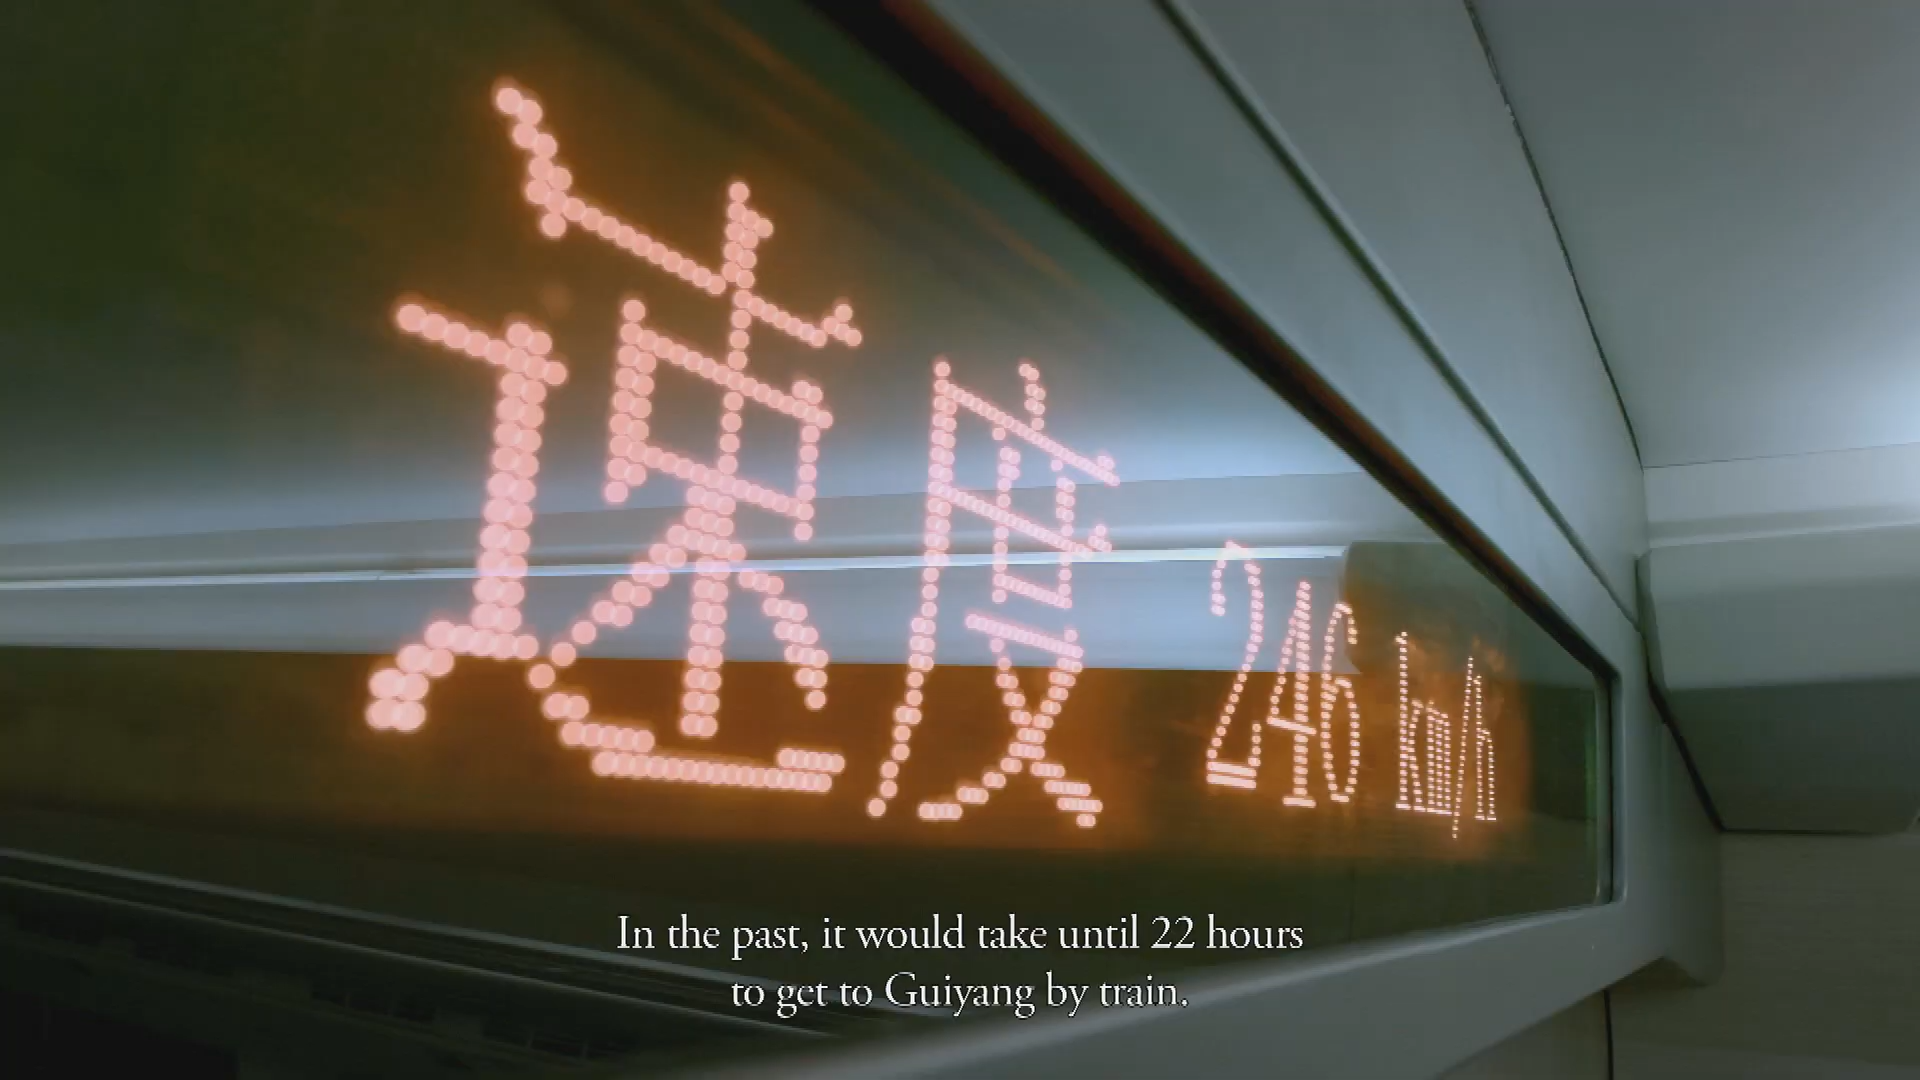 速度 246 km/h
In the past, it would take until 22 hours
to get to Guiyang by train.